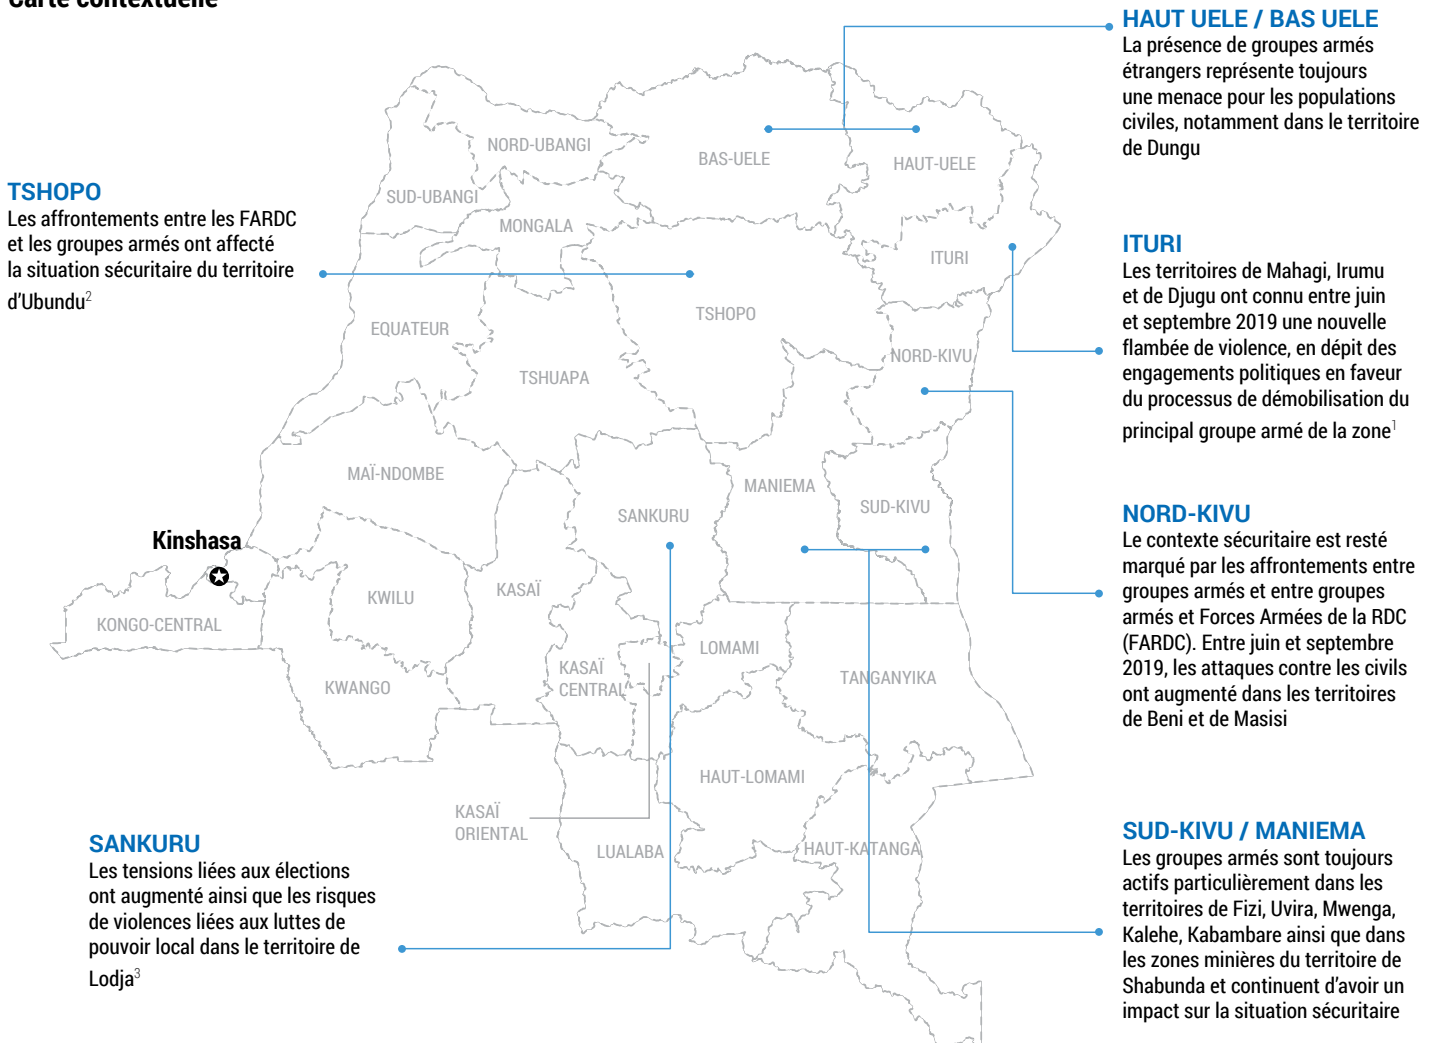 Carte contextuelle
HAUT UELE / BAS UELE
La présence de groupes armés
étrangers représente toujours
une menace pour les populations
civiles, notamment dans le territoire
de Dungu
TSHOPO
Les affrontements entre les FARDC
et les groupes armés ont affecté
la situation sécuritaire du territoire
d'Ubundu²
ITURI
Les territoires de Mahagi, Irumu
et de Djugu ont connu entre juin
et septembre 2019 une nouvelle
flambée de violence, en dépit des
engagements politiques en faveur
du processus de démobilisation du
principal groupe armé de la zone¹
NORD-KIVU
Le contexte sécuritaire est resté
marqué par les affrontements entre
groupes armés et entre groupes
armés et Forces Armées de la RDC
(FARDC). Entre juin et septembre
2019, les attaques contre les civils
ont augmenté dans les territoires
de Beni et de Masisi
SANKURU
Les tensions liées aux élections
ont augmenté ainsi que les risques
de violences liées aux luttes de
pouvoir local dans le territoire de
Lodja³
SUD-KIVU / MANIEMA
Les groupes armés sont toujours
actifs particulièrement dans les
territoires de Fizi, Uvira, Mwenga,
Kalehe, Kabambare ainsi que dans
les zones minières du territoire de
Shabunda et continuent d'avoir un
impact sur la situation sécuritaire
NORD-UBANGI
BAS-UELE
HAUT-UELE
SUD-UBANGI
MONGALA
ITURI
TSHOPO
EQUATEUR
NORD-KIVU
TSHUAPA
MAÏ-NDOMBE
MANIEMA
SUD-KIVU
SANKURU
Kinshasa
KASAÏ
KWILU
KONGO-CENTRAL
LOMAMI
KASAÏ
CENTRAL
TANGANYIKA
KWANGO
HAUT-LOMAMI
KASAÏ
ORIENTAL
LUALABA
HAUT-KATANGA